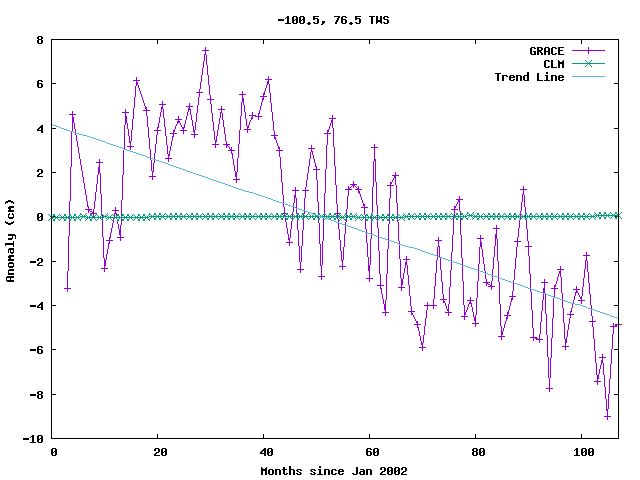 -100.5, 76.5 TWS
GRACE
CLM
Trend Line
8
6
4
2
0
-2
-4
-6
-8
-10
Anomaly (cm)
0 20 40 60 80 100
Months since Jan 2002